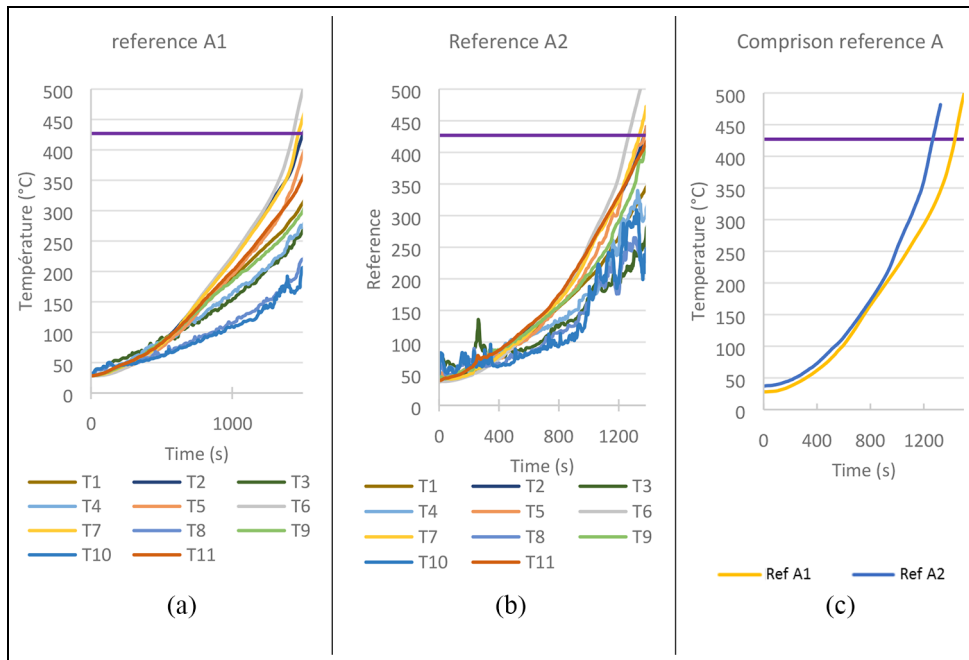 reference A1
Température (°C)
500
450
400
350
300
250
200
150
100
50
0
0
1000
Time (s)
T1 T2 T3
T4 T5 T6
T7 T8 T9
T10 T11
(a)
Reference A2
Reference
500
450
400
350
300
250
200
150
100
50
0
0 400 800 1200
Time (s)
T1 T2 T3
T4 T5 T6
T7 T8 T9
T10 T11
(b)
Comprison reference A
Temperature (°C)
500
450
400
350
300
250
200
150
100
50
0
0 400 800 1200
Time (s)
Ref A1 Ref A2
(c)